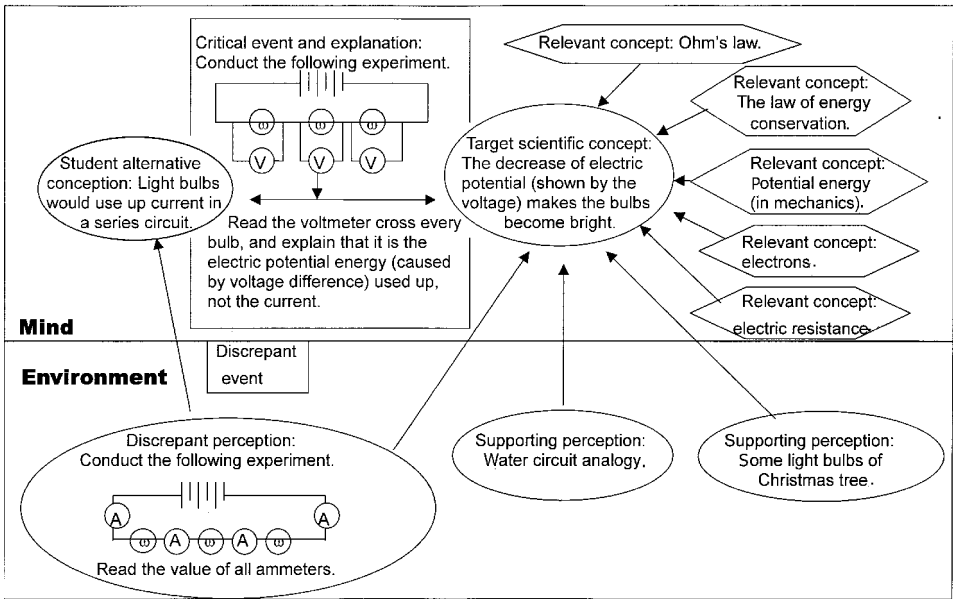 Critical event and explanation:
Conduct the following experiment.
ω ω ω
V V V
Read the voltmeter cross every
bulb, and explain that it is the
electric potential energy (caused
by voltage difference) used up,
not the current.
Student alternative
conception: Light bulbs
would use up current in
a series circuit.
Target scientific concept:
The decrease of electric
potential (shown by the
voltage) makes the bulbs
become bright.
Relevant concept: Ohm's law.
Relevant concept:
The law of energy
conservation.
Relevant concept:
Potential energy
(in mechanics).
Relevant concept:
electrons.
Relevant concept:
electric resistance.
Mind
Environment
Discrepant
event
Discrepant perception:
Conduct the following experiment.
A A
ω A ω A ω
Read the value of all ammeters.
Supporting perception:
Water circuit analogy.
Supporting perception:
Some light bulbs of
Christmas tree.